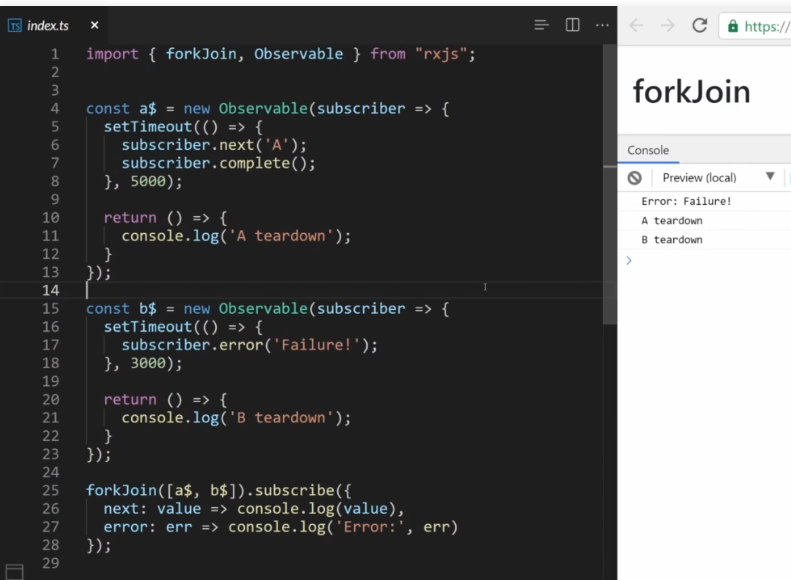 TS index.ts ×
← → https://
1 import { forkJoin, Observable } from "rxjs";
2
3
4 const a$ = new Observable(subscriber => {
5   setTimeout(() => {
6     subscriber.next('A');
7     subscriber.complete();
8   }, 5000);
9
10   return () => {
11     console.log('A teardown');
12   }
13 });
14
15 const b$ = new Observable(subscriber => {
16   setTimeout(() => {
17     subscriber.error('Failure!');
18   }, 3000);
19
20   return () => {
21     console.log('B teardown');
22   }
23 });
24
25 forkJoin([a$, b$]).subscribe({
26   next: value => console.log(value),
27   error: err => console.log('Error:', err)
28 });
29
forkJoin
Console
Preview (local)
Error: Failure!
A teardown
B teardown
>